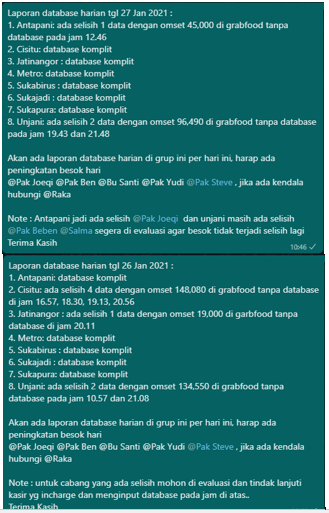 Laporan database harian tgl 27 Jan 2021 :
1. Antapani: ada selisih 1 data dengan omset 45,000 di grabfood tanpa
database pada jam 12.46
2. Cisitu: database komplit
3. Jatinangor : database komplit
4. Metro: database komplit
5. Sukabirus : database komplit
6. Sukajadi : database komplit
7. Sukapura: database komplit
8. Unjani: ada selisih 2 data dengan omset 96,490 di grabfood tanpa database
pada jam 19.43 dan 21.48
Akan ada laporan database harian di grup ini per hari ini, harap ada
peningkatan besok hari
@Pak Joeqi @Pak Ben @Bu Santi @Pak Yudi @Pak Steve , jika ada kendala
hubungi @Raka
Note : Antapani jadi ada selisih @Pak Joeqi dan unjani masih ada selisih
@Pak Beben @Salma segera di evaluasi agar besok tidak terjadi selisih lagi
Terima Kasih
10:46
Laporan database harian tgl 26 Jan 2021 :
1. Antapani: database komplit
2. Cisitu: ada selisih 4 data dengan omset 148,080 di grabfood tanpa database
di jam 16.57, 18.30, 19.13, 20.56
3. Jatinangor : ada selisih 1 data dengan omset 19,000 di garbfood tanpa
database di jam 20.11
4. Metro: database komplit
5. Sukabirus : database komplit
6. Sukajadi : database komplit
7. Sukapura: database komplit
8. Unjani: ada selisih 2 data dengan omset 134,550 di grabfood tanpa
database pada jam 10.57 dan 21.08
Akan ada laporan database harian di grup ini per hari ini, harap ada
peningkatan besok hari
@Pak Joeqi @Pak Ben @Bu Santi @Pak Yudi @Pak Steve , jika ada kendala
hubungi @Raka
Note : untuk cabang yang ada selisih mohon di evaluasi dan tindak lanjuti
kasir yg incharge dan menginput database pada jam di atas..
Terima Kasih